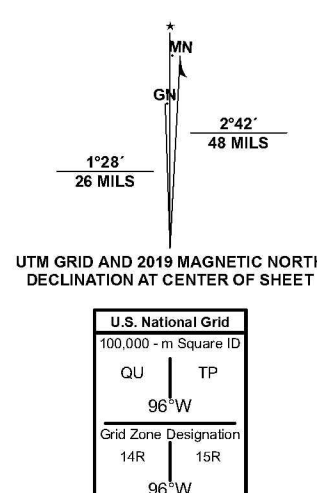 MN
GN
2°42´
48 MILS
1°28´
26 MILS
UTM GRID AND 2019 MAGNETIC NORTH
DECLINATION AT CENTER OF SHEET
U.S. National Grid
100,000 - m Square ID
QU TP
96°W
Grid Zone Designation
14R 15R
96°W